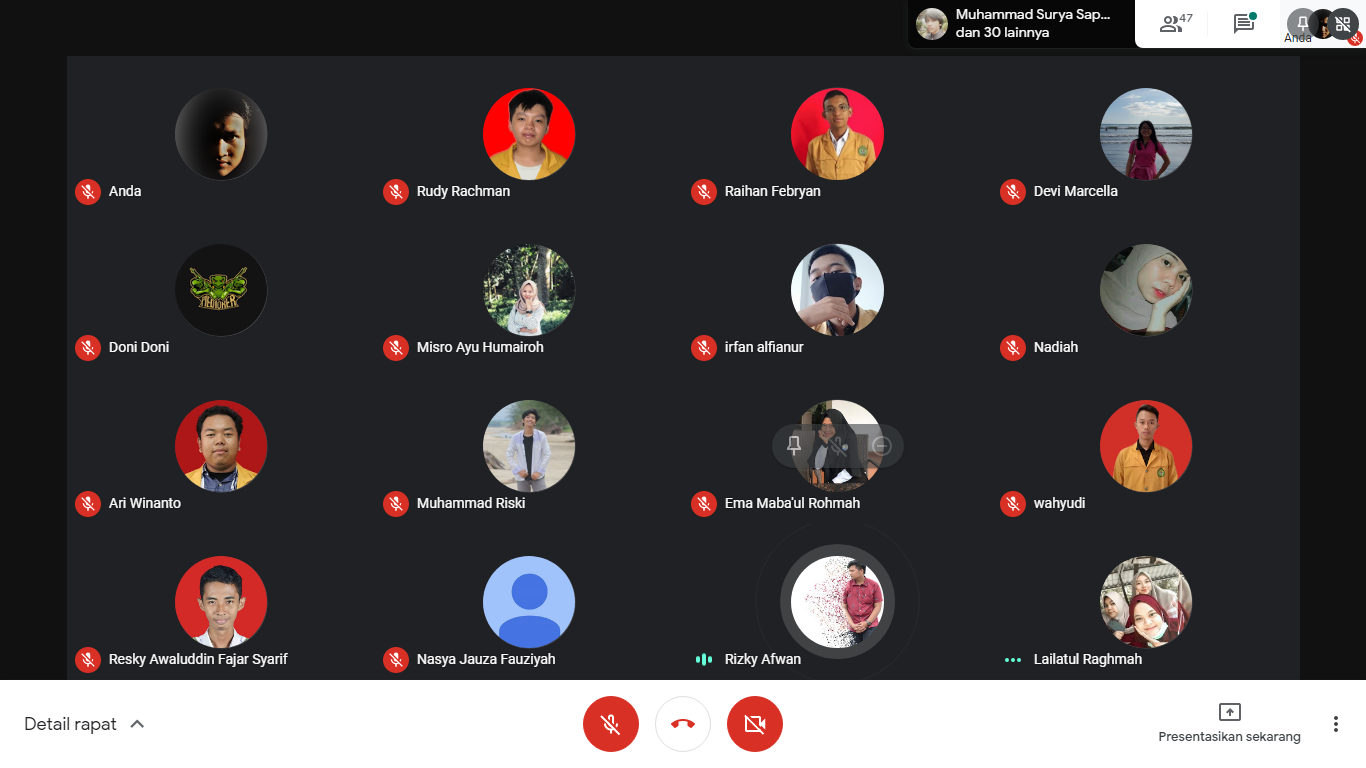 Muhammad Surya Sap...
dan 30 lainnya
47
Anda
Anda
Rudy Rachman
Raihan Febryan
Devi Marcella
Doni Doni
Misro Ayu Humairoh
irfan alfianur
Nadiah
Ari Winanto
Muhammad Riski
Ema Maba'ul Rohmah
wahyudi
Resky Awaluddin Fajar Syarif
Nasya Jauza Fauziyah
Rizky Afwan
Lailatul Raghmah
Detail rapat
Presentasikan sekarang